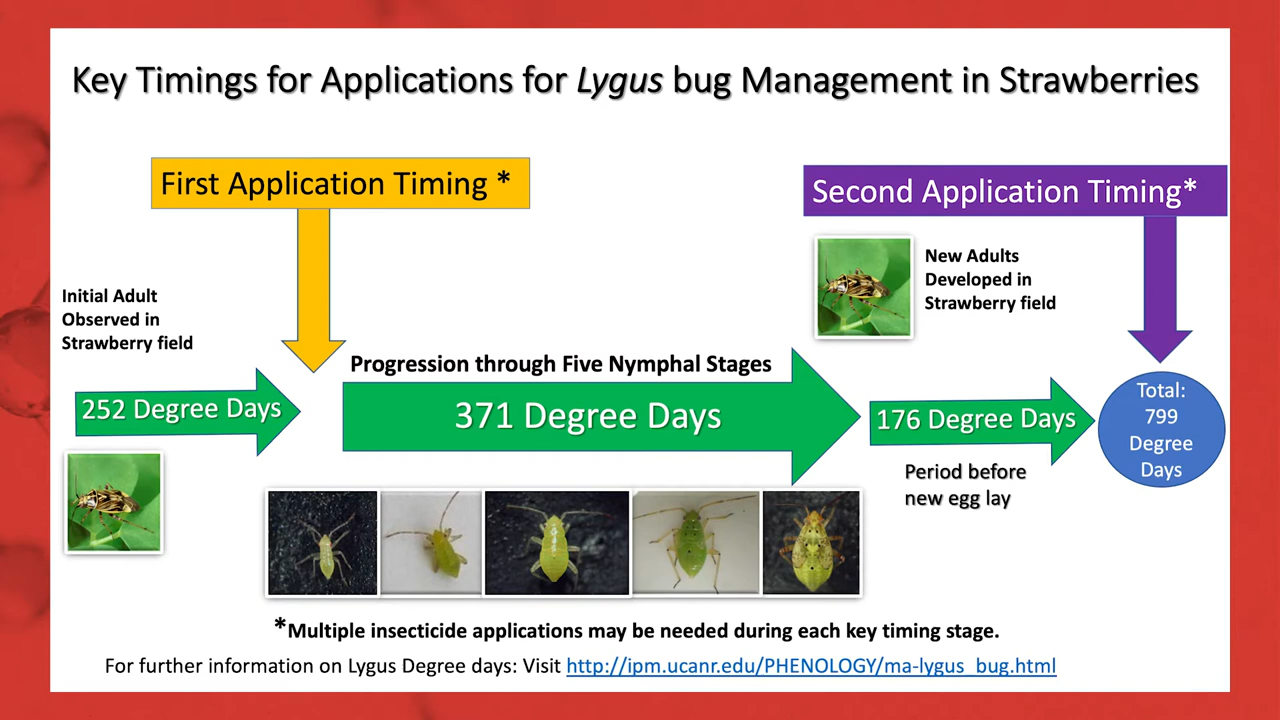 Key Timings for Applications for Lygus bug Management in Strawberries
First Application Timing *
Second Application Timing*
Initial Adult
Observed in
Strawberry field
New Adults
Developed in
Strawberry field
252 Degree Days
Progression through Five Nymphal Stages
371 Degree Days
176 Degree Days
Period before
new egg lay
Total:
799
Degree
Days
*Multiple insecticide applications may be needed during each key timing stage.
For further information on Lygus Degree days: Visit http://ipm.ucanr.edu/PHENOLOGY/ma-lygus_bug.html